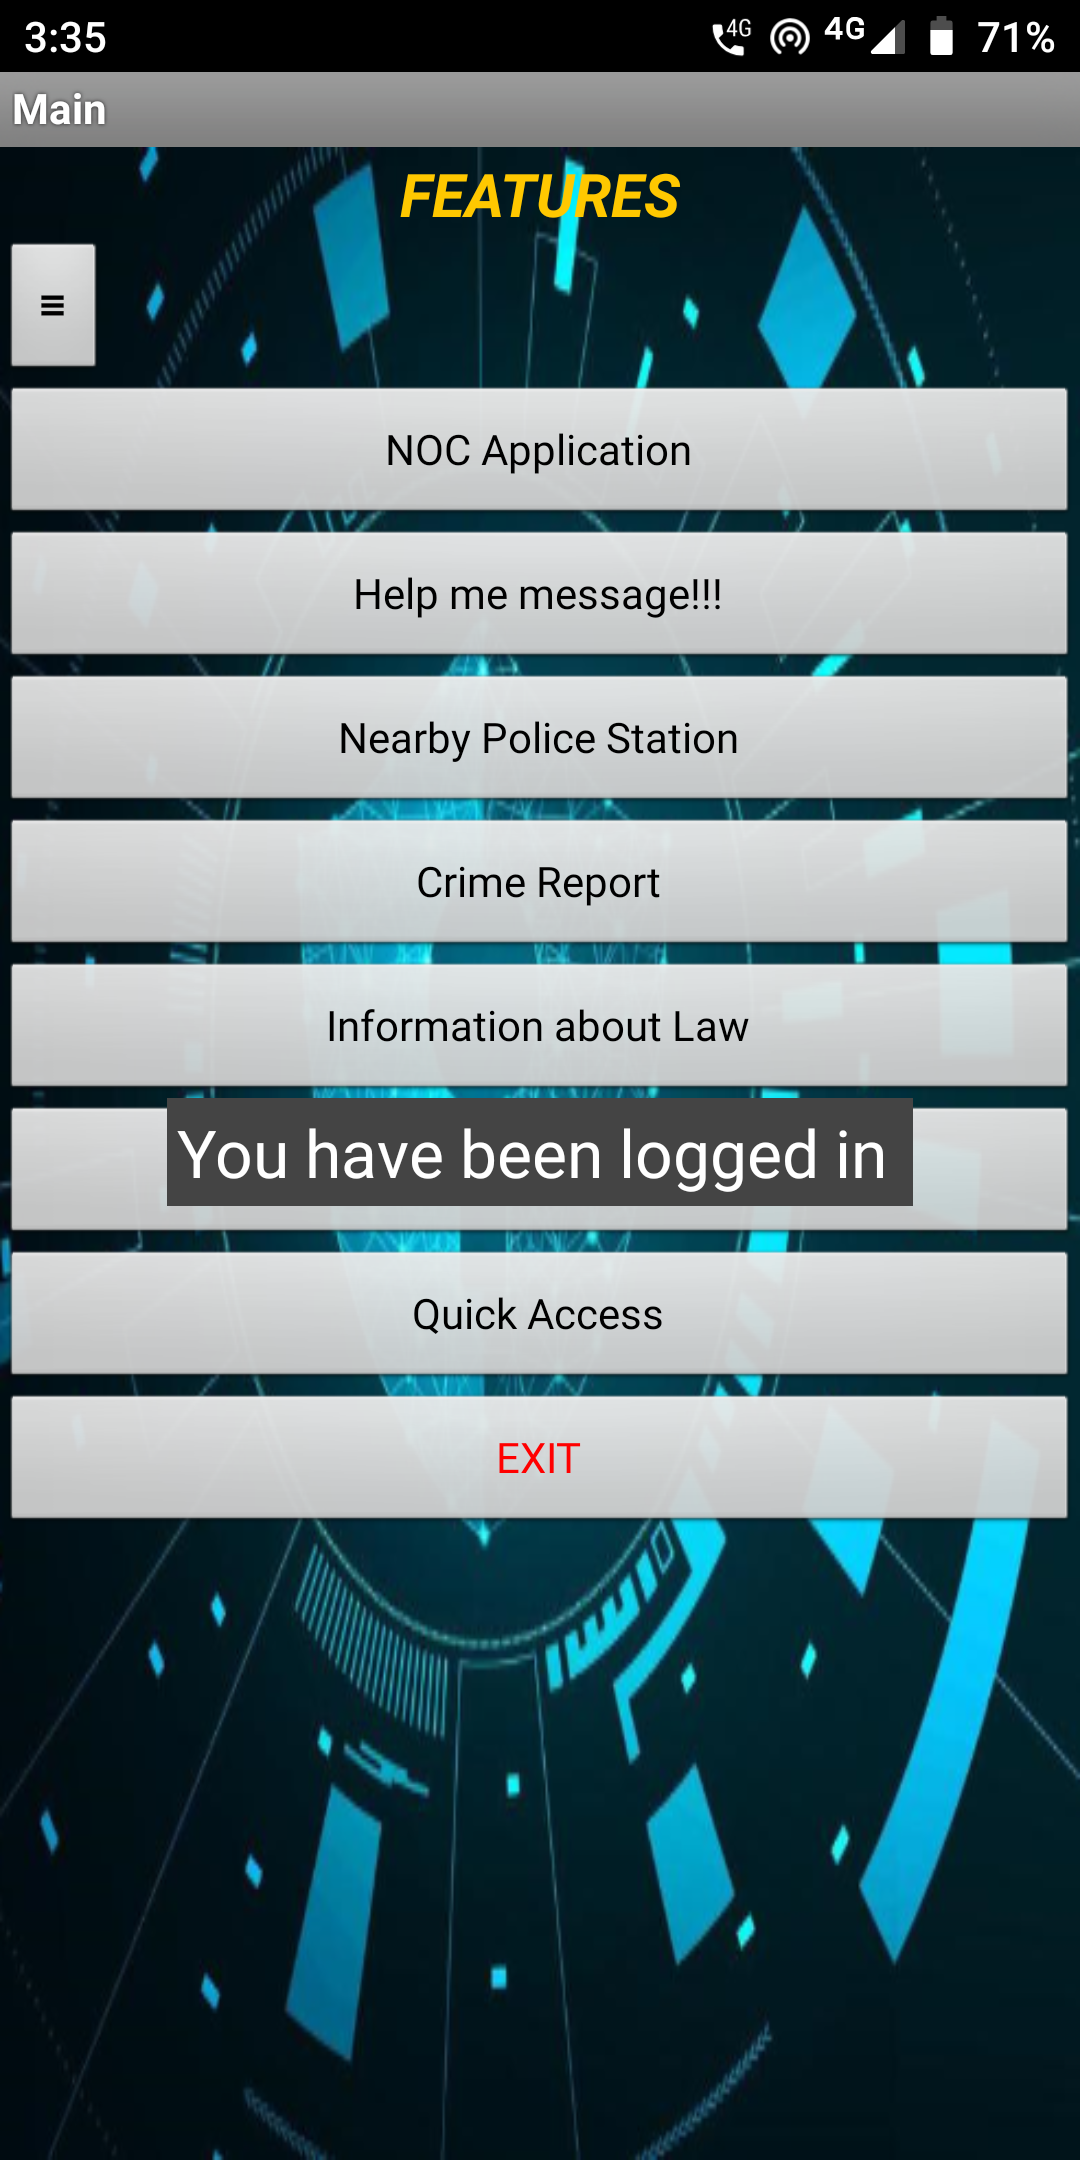 3:35 4G 4G 71%
Main
FEATURES
NOC Application
Help me message!!!
Nearby Police Station
Crime Report
Information about Law
You have been logged in
Quick Access
EXIT